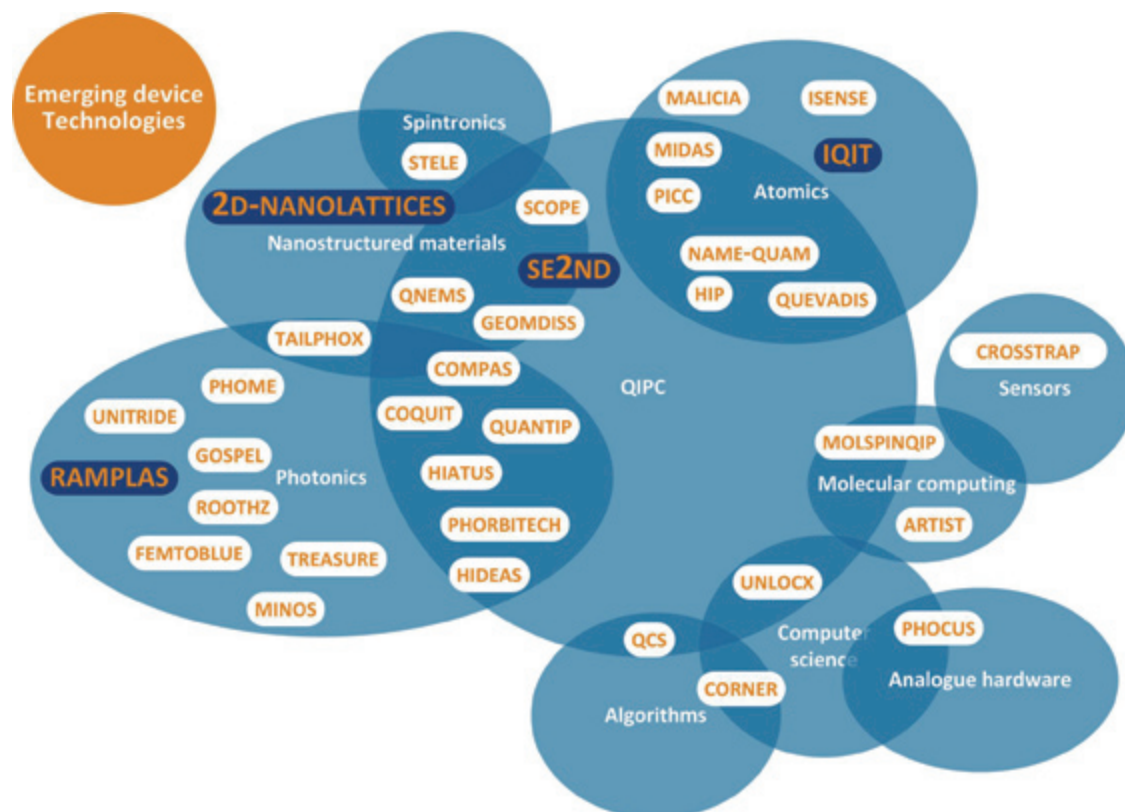 Emerging device
Technologies
Spintronics
STELE
2D-NANOLATTICES
Nanostructured materials
SCOPE
SE2ND
QNEMS
GEOMDISS
TAILPHOX
COMPAS
MALICIA
ISENSE
MIDAS
IQIT
PICC
Atomics
NAME-QUAM
HIP
QUEVADIS
QIPC
PHOME
UNITRIDE
COQUIT
QUANTIP
GOSPEL
RAMPLAS
Photonics
HIATUS
ROOTHZ
PHORBITECH
FEMTOBLUE
TREASURE
HIDEAS
MINOS
CROSSTRAP
Sensors
MOLSPINQIP
Molecular computing
ARTIST
UNLOCX
QCS
Computer
science
PHOCUS
CORNER
Analogue hardware
Algorithms